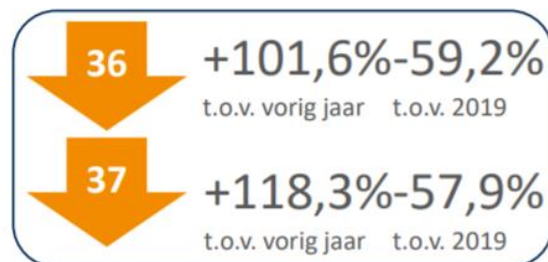 36
+101,6%-59,2%
t.o.v. vorig jaar t.o.v. 2019
37
+118,3%-57,9%
t.o.v. vorig jaar t.o.v. 2019